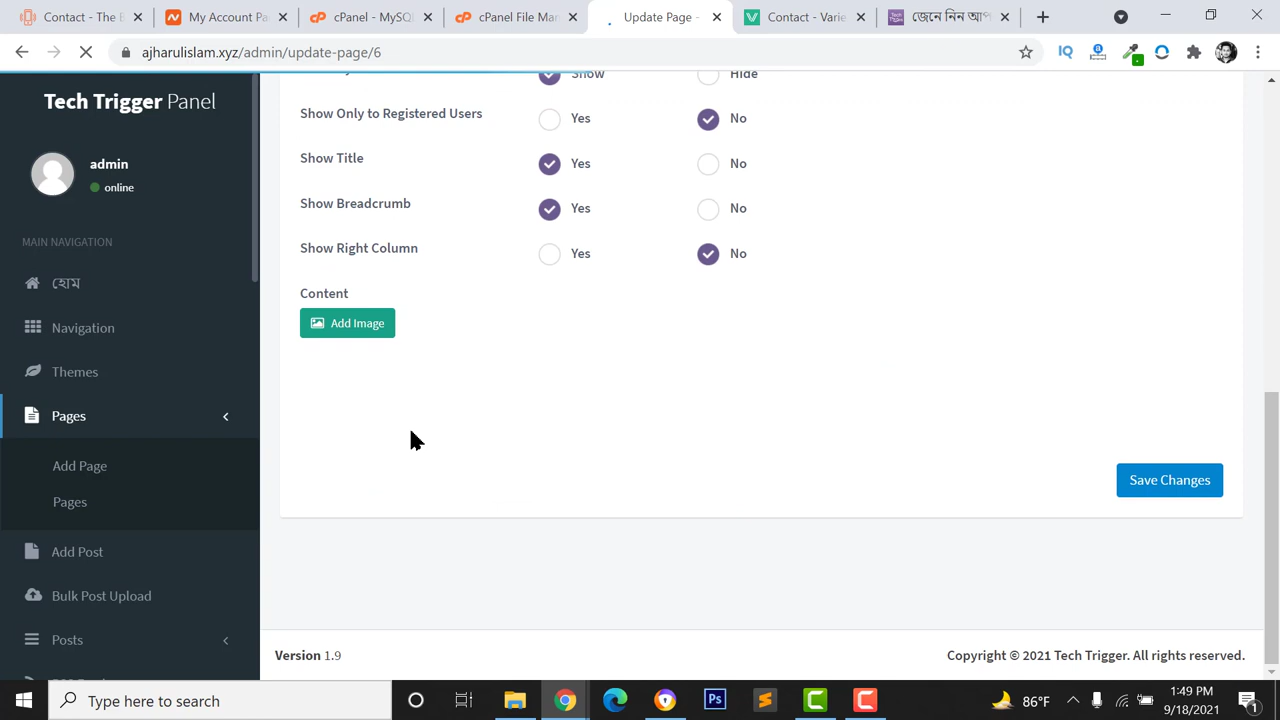 Contact - The B
My Account Pa
cPanel - MySQL
cPanel File Man
Update Page -
Contact - Varie
জেনে নিন আপ
ajharulislam.xyz/admin/update-page/6
Tech Trigger Panel
admin
online
MAIN NAVIGATION
হোম
Navigation
Themes
Pages
Add Page
Pages
Add Post
Bulk Post Upload
Posts
Show
Hide
Show Only to Registered Users
Yes
No
Show Title
Yes
No
Show Breadcrumb
Yes
No
Show Right Column
Yes
No
Content
Add Image
Save Changes
Version 1.9
Copyright © 2021 Tech Trigger. All rights reserved.
Type here to search
86°F
1:49 PM
9/18/2021